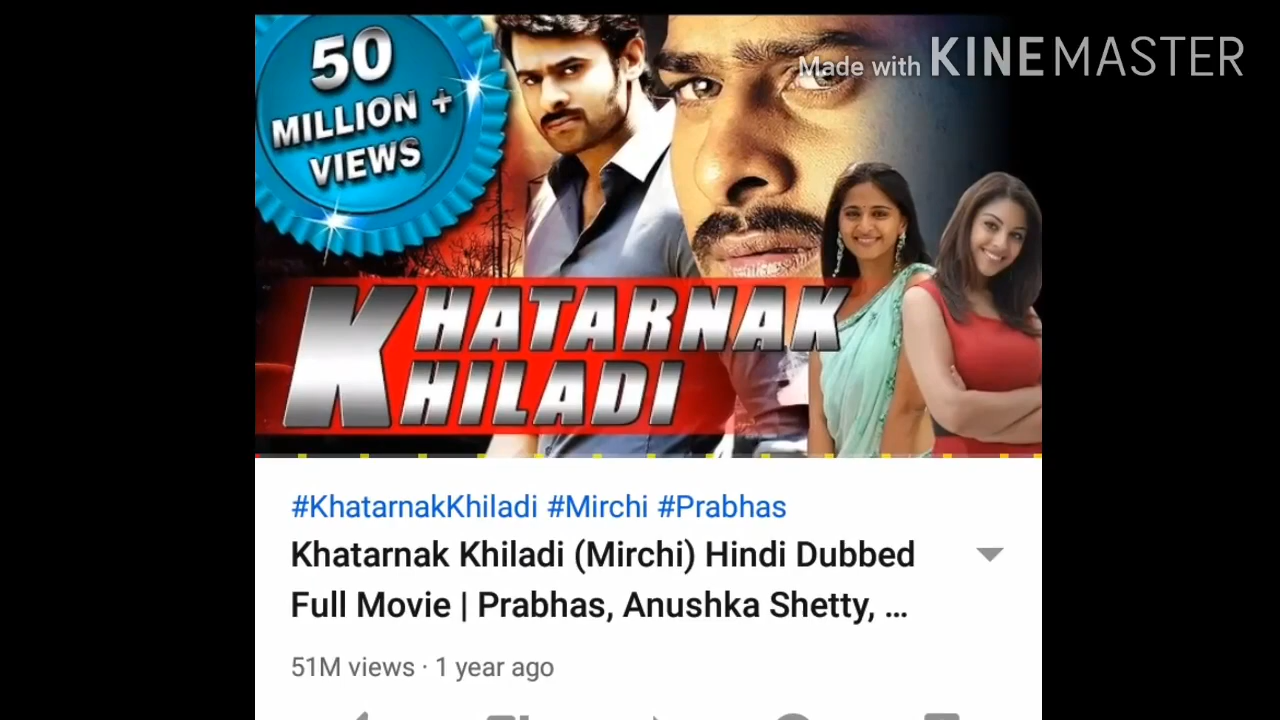 50
MILLION +
VIEWS
Made with KINEMASTER
KHATARNAK
KHILADI
#KhatarnakKhiladi #Mirchi #Prabhas
Khatarnak Khiladi (Mirchi) Hindi Dubbed
Full Movie | Prabhas, Anushka Shetty, ...
51M views · 1 year ago